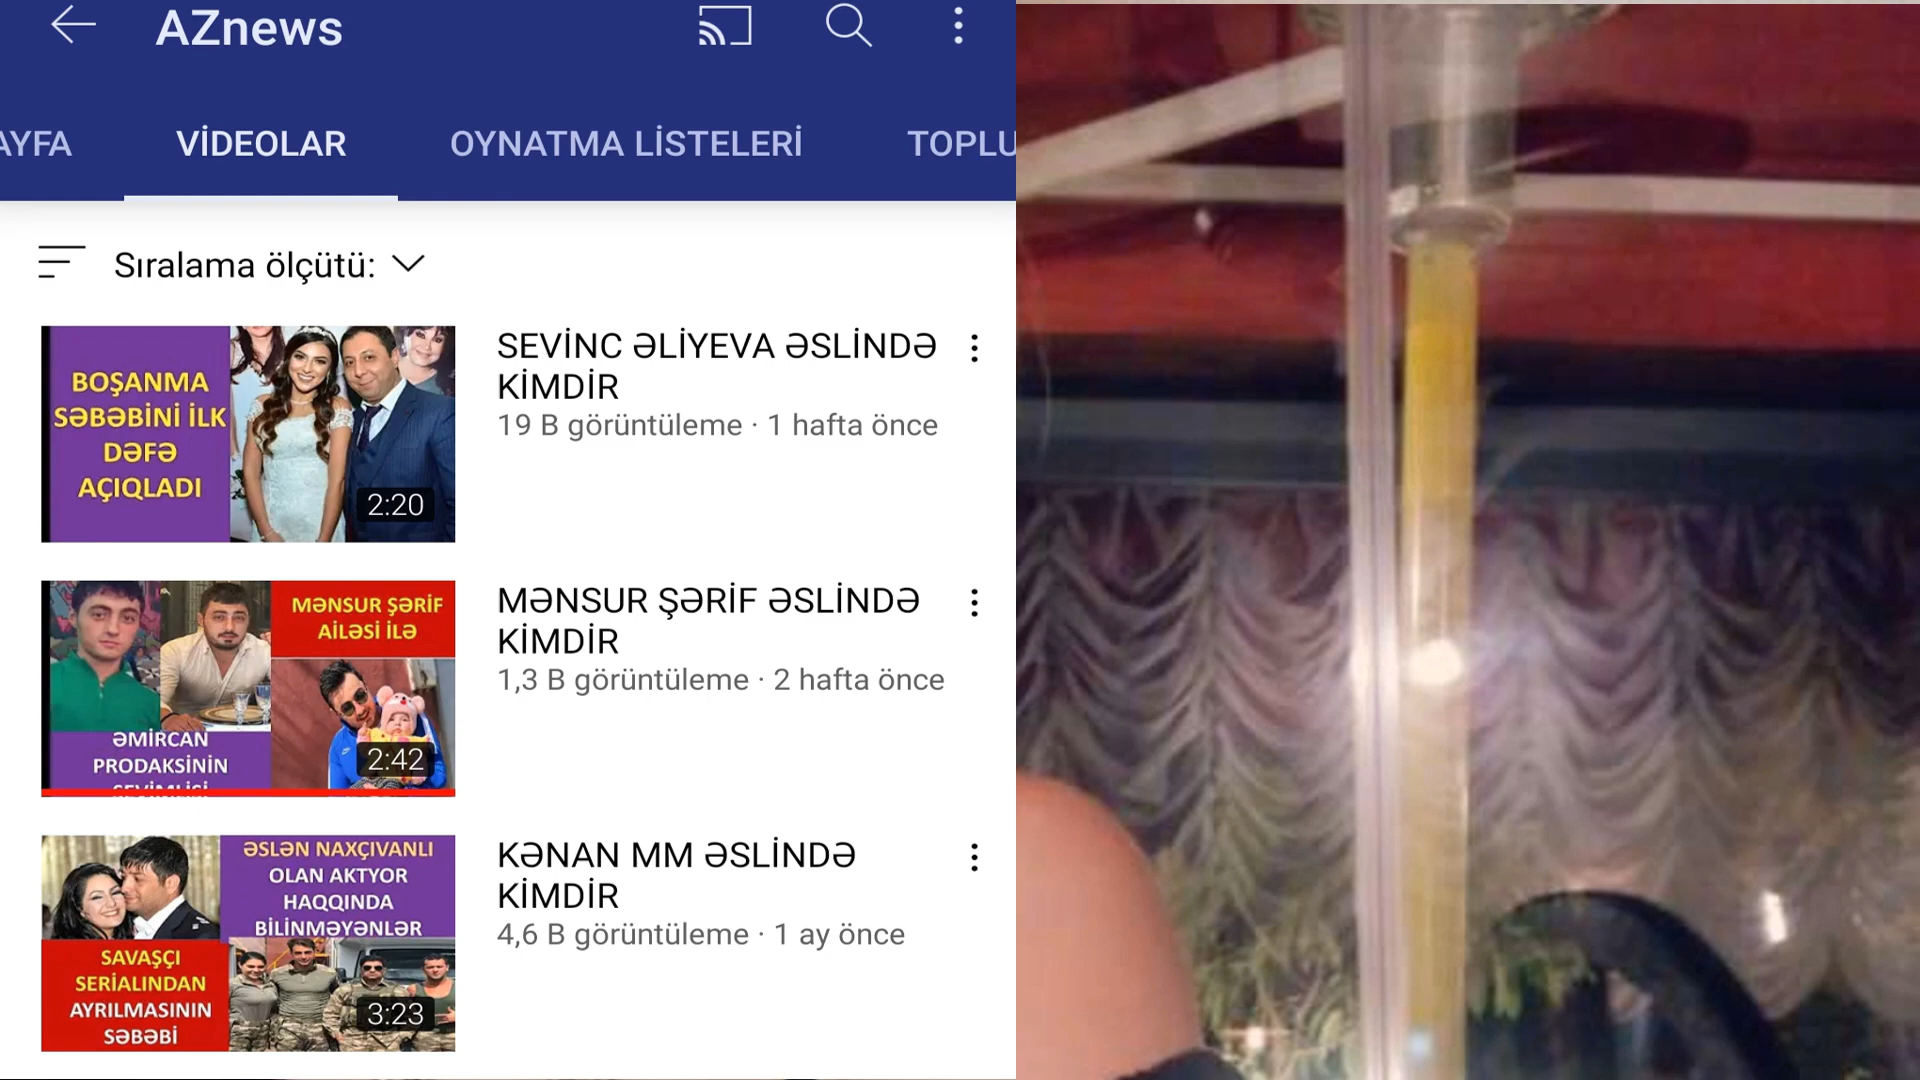 AZnews
AYFA VİDEOLAR OYNATMA LİSTELERİ TOPLU
Sıralama ölçütü:
BOŞANMA
SƏBƏBİNİ İLK
DƏFƏ
AÇIQLADI
2:20
SEVİNC ƏLİYEVA ƏSLİNDƏ
KİMDİR
19 B görüntüleme · 1 hafta önce
MƏNSUR ŞƏRİF
AİLƏSİ İLƏ
ƏMİRCAN
PRODAKSİNİN
SEVİMLİSİ
2:42
MƏNSUR ŞƏRİF ƏSLİNDƏ
KİMDİR
1,3 B görüntüleme · 2 hafta önce
ƏSLƏN NAXÇIVANLI
OLAN AKTYOR
HAQQINDA
BİLİNMƏYƏNLƏR
SAVAŞÇI
SERİALINDAN
AYRILMASININ
SƏBƏBİ
3:23
KƏNAN MM ƏSLİNDƏ
KİMDİR
4,6 B görüntüleme · 1 ay önce